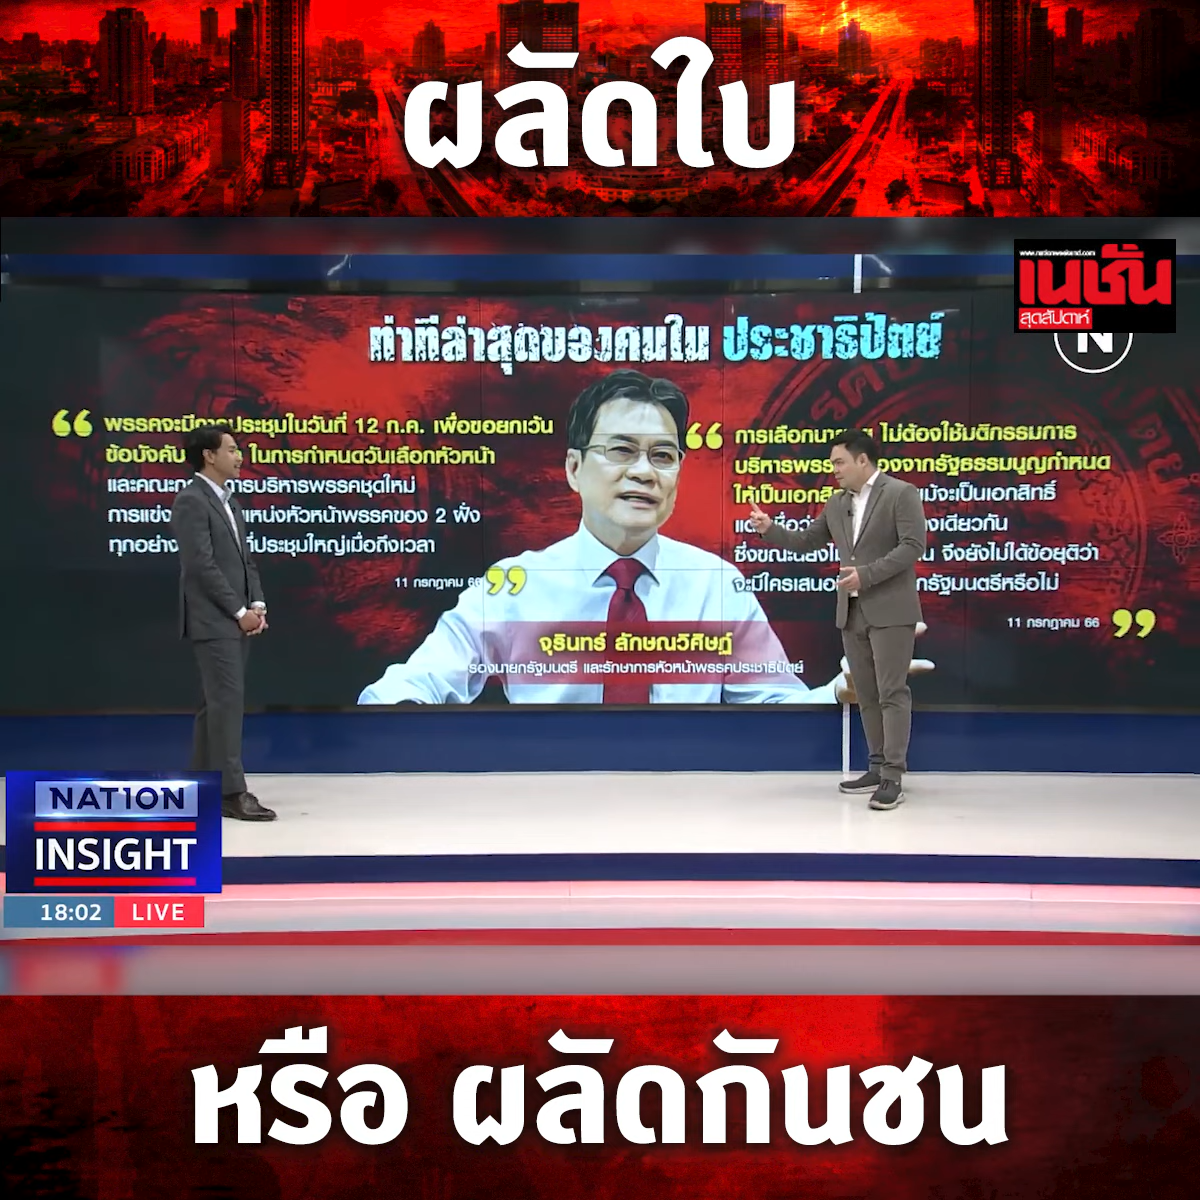 ผลัดใบ
www.nationweekend.com
เนชั่น
สุดสัปดาห์
N
ท่าทีล่าสุดของคนใน ประชาธิปัตย์
พรรคจะมีการประชุมในวันที่ 12 ก.ค. เพื่อขอยกเว้น
ข้อบังคับ ในการกำหนดวันเลือกหัวหน้า
และคณะ การบริหารพรรคชุดใหม่
การแข่ง แหน่งหัวหน้าพรรคของ 2 ฝั่ง
ทุกอย่าง ที่ประชุมใหญ่เมื่อถึงเวลา
11 กรกฎาคม 66
การเลือกนายกฯ ไม่ต้องใช้มติกรรมการ
บริหารพรรค องจากรัฐธรรมนูญกำหนด
ให้เป็นเอกสิทธิ์ แม้จะเป็นเอกสิทธิ์
แต่เชื่อว่า งเดียวกัน
ซึ่งขณะนี้ยังไม่ จึงยังไม่ได้ข้อยุติว่า
จะมีใครเสนอ กรัฐมนตรีหรือไม่
11 กรกฎาคม 66
จุรินทร์ ลักษณวิศิษฏ์
รองนายกรัฐมนตรี และรักษาการหัวหน้าพรรคประชาธิปัตย์
NATION
INSIGHT
18:02 LIVE
หรือ ผลัดกันชน